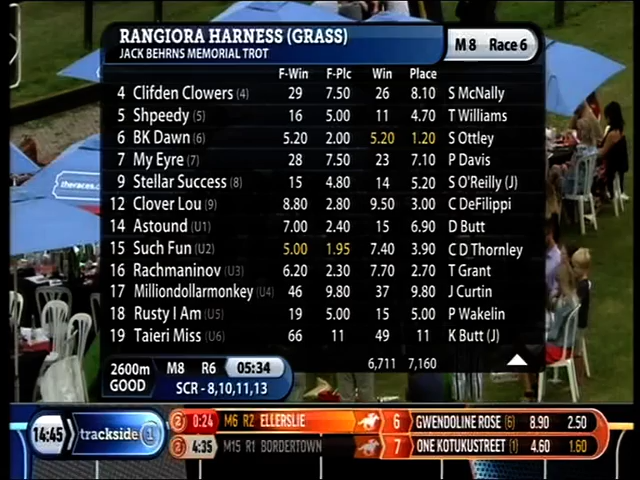 RANGIORA HARNESS (GRASS)
JACK BEHRNS MEMORIAL TROT
M 8 Race 6
F-Win F-Plc Win Place
4 Clifden Clowers (4) 29 7.50 26 8.10 S McNally
5 Shpeedy (5) 16 5.00 11 4.70 T Williams
6 BK Dawn (6) 5.20 2.00 5.20 1.20 S Ottley
7 My Eyre (7) 28 7.50 23 7.10 P Davis
9 Stellar Success (8) 15 4.80 14 5.20 S O'Reilly (J)
12 Clover Lou (9) 8.80 2.80 9.50 3.00 C DeFilippi
14 Astound (U1) 7.00 2.40 15 6.90 D Butt
15 Such Fun (U2) 5.00 1.95 7.40 3.90 C D Thornley
16 Rachmaninov (U3) 6.20 2.30 7.70 2.70 T Grant
17 Milliondollarmonkey (U4) 46 9.80 37 9.80 J Curtin
18 Rusty I Am (U5) 19 5.00 15 5.00 P Wakelin
19 Taieri Miss (U6) 66 11 49 11 K Butt (J)
6,711 7,160
2600m M8 R6 05:34
GOOD SCR - 8,10,11,13
theraces.co
14:45 trackside 1
2 0:24 M6 R2 ELLERSLIE 6 GWENDOLINE ROSE (6) 8.90 2.50
2 4:35 M15 R1 BORDERTOWN 7 ONE KOTUKUSTREET (1) 4.60 1.60